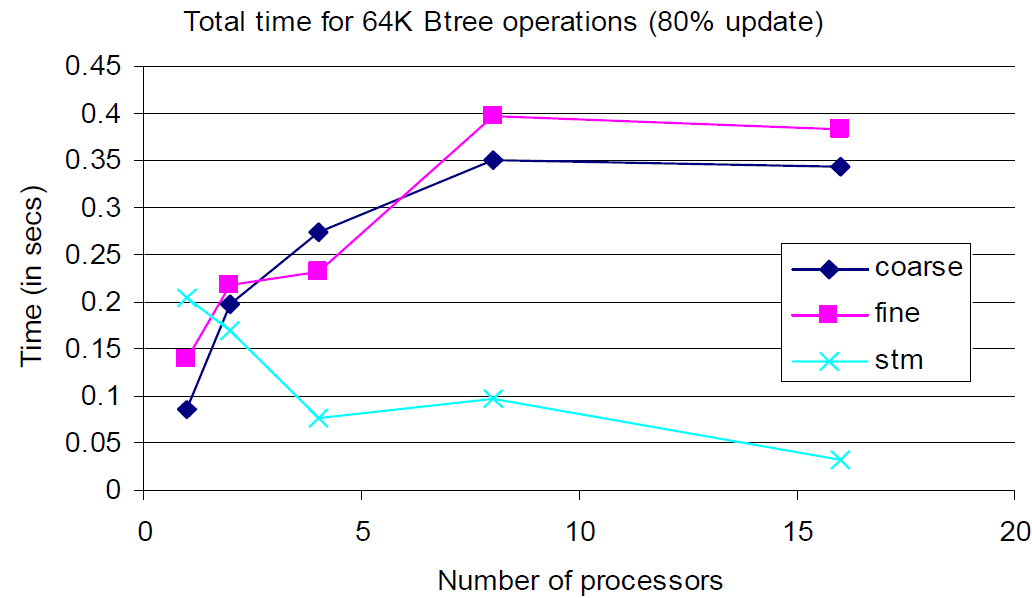 Total time for 64K Btree operations (80% update)
0.45
0.4
0.35
0.3
0.25
0.2
0.15
0.1
0.05
0
Time (in secs)
coarse
fine
stm
0 5 10 15 20
Number of processors